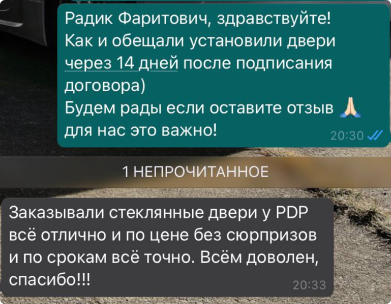 Радик Фаритович, здравствуйте!
Как и обещали установили двери
через 14 дней после подписания
договора)
Будем рады если оставите отзыв 🙏🏻
для нас это важно!
20:30
1 НЕПРОЧИТАННОЕ
Заказывали стеклянные двери у PDP
всё отлично и по цене без сюрпризов
и по срокам всё точно. Всём доволен,
спасибо!!!
20:33